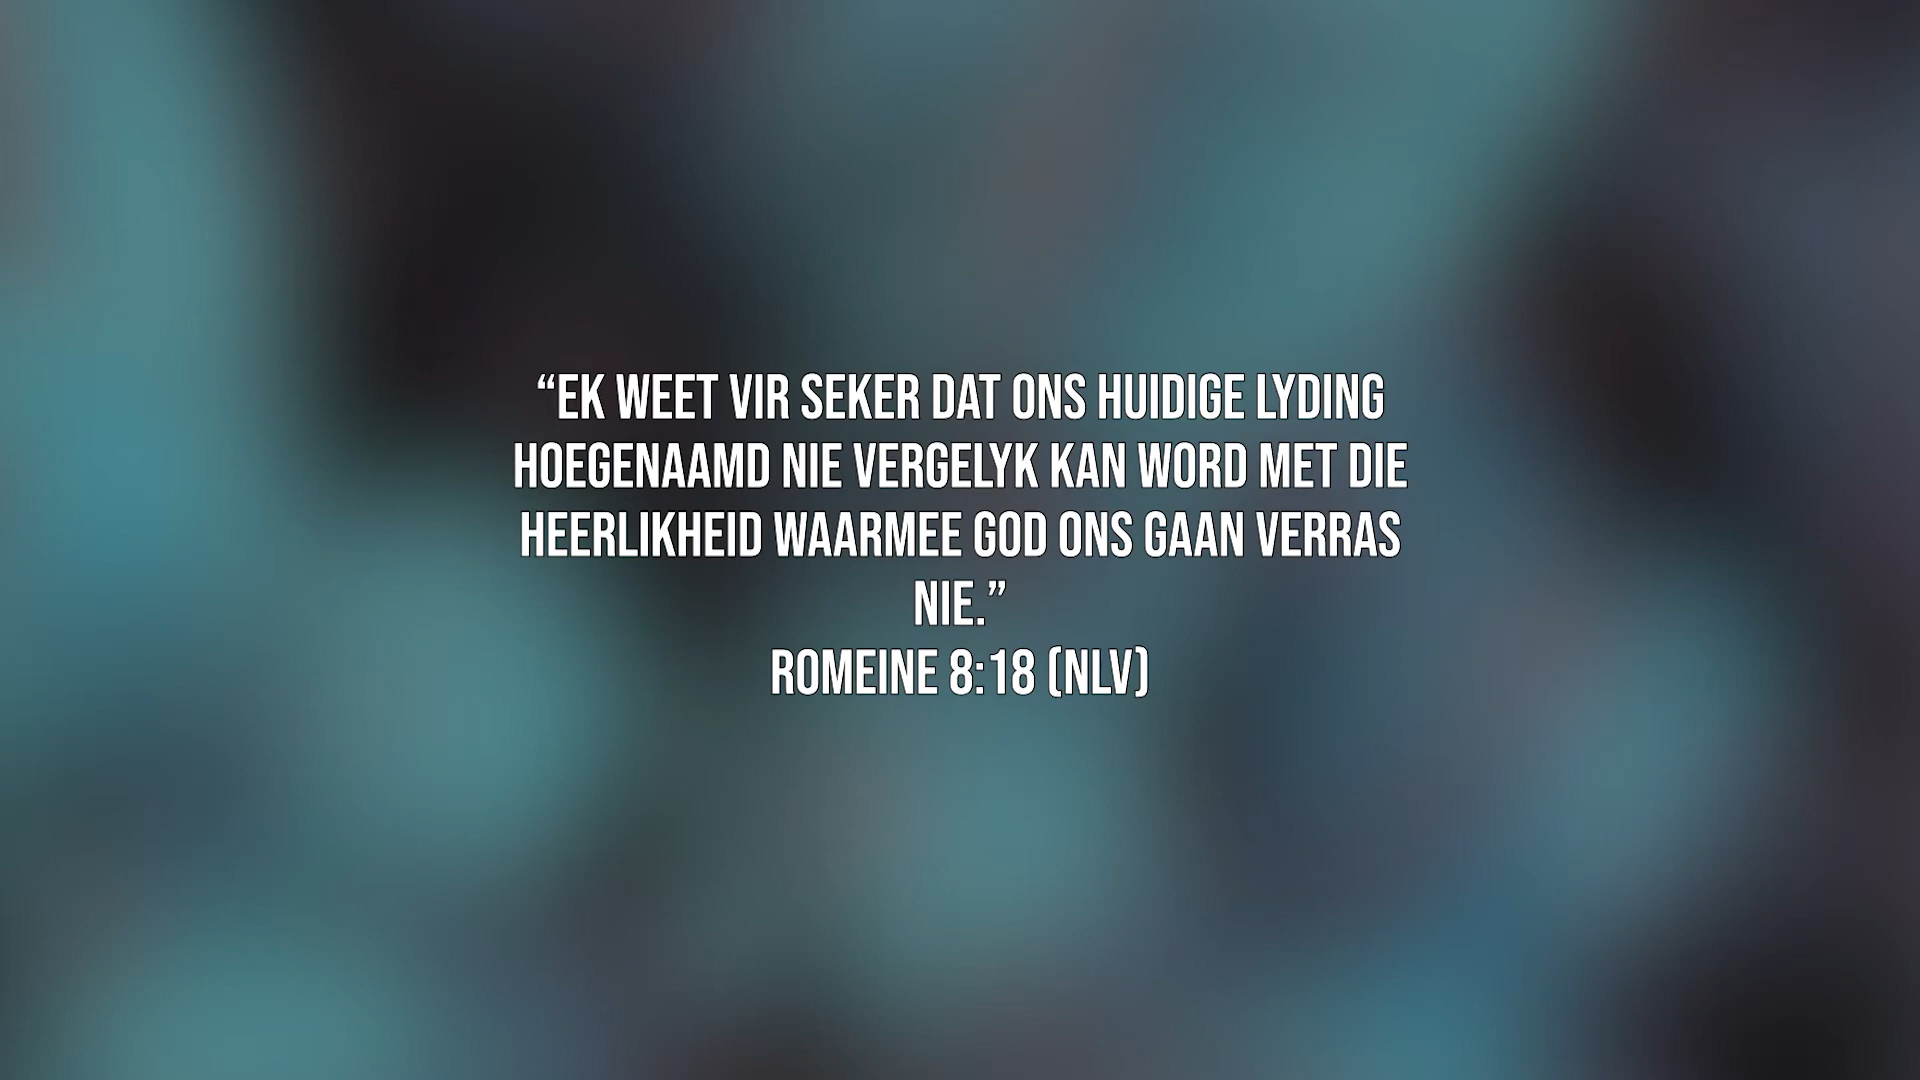 “EK WEET VIR SEKER DAT ONS HUIDIGE LYDING
HOEGENAAMD NIE VERGELYK KAN WORD MET DIE
HEERLIKHEID WAARMEE GOD ONS GAAN VERRAS
NIE.”
ROMEINE 8:18 (NLV)